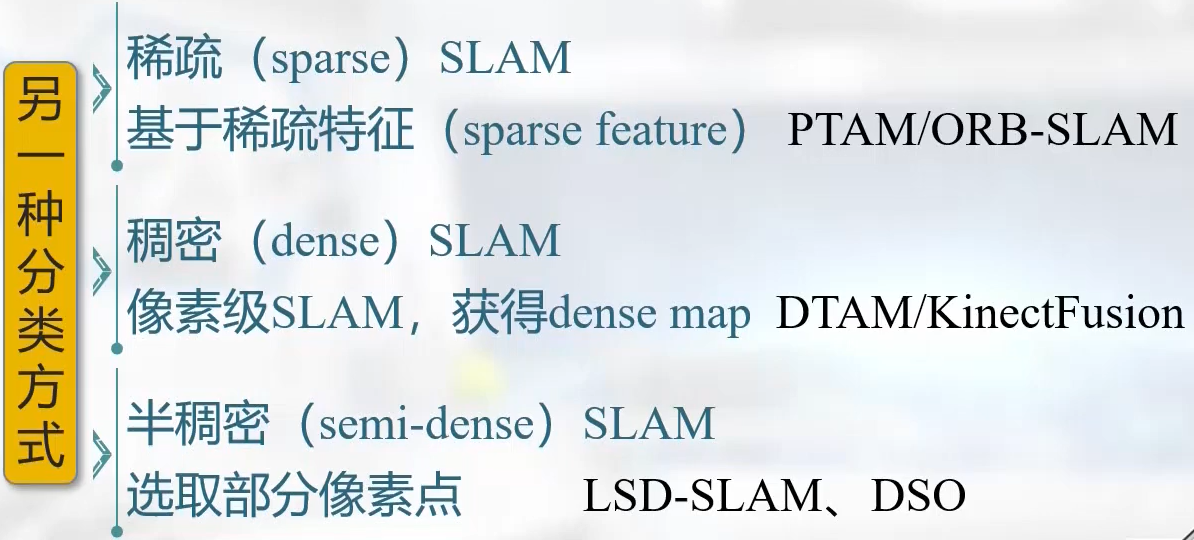 另一种分类方式
稀疏（sparse）SLAM
基于稀疏特征（sparse feature） PTAM/ORB-SLAM
稠密（dense）SLAM
像素级SLAM，获得dense map DTAM/KinectFusion
半稠密（semi-dense）SLAM
选取部分像素点 LSD-SLAM、DSO